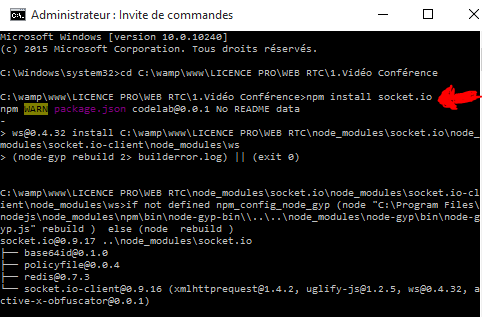 Administrateur : Invite de commandes
Microsoft Windows [version 10.0.10240]
(c) 2015 Microsoft Corporation. Tous droits réservés.
C:\Windows\system32>cd C:\wamp\www\LICENCE PRO\WEB RTC\1.Vidéo Conférence
C:\wamp\www\LICENCE PRO\WEB RTC\1.Vidéo Conférence>npm install socket.io
npm WARN package.json codelab@0.0.1 No README data
-
> ws@0.4.32 install C:\wamp\www\LICENCE PRO\WEB RTC\node_modules\socket.io\node_
modules\socket.io-client\node_modules\ws
> (node-gyp rebuild 2> builderror.log) || (exit 0)
C:\wamp\www\LICENCE PRO\WEB RTC\node_modules\socket.io\node_modules\socket.io-cl
ient\node_modules\ws>if not defined npm_config_node_gyp (node "C:\Program Files\
nodejs\node_modules\npm\bin\node-gyp-bin\\..\..\node_modules\node-gyp\bin\node-g
yp.js" rebuild )  else (node  rebuild )
socket.io@0.9.17 ..\node_modules\socket.io
├── base64id@0.1.0
├── policyfile@0.0.4
├── redis@0.7.3
└── socket.io-client@0.9.16 (xmlhttprequest@1.4.2, uglify-js@1.2.5, ws@0.4.32, a
ctive-x-obfuscator@0.0.1)